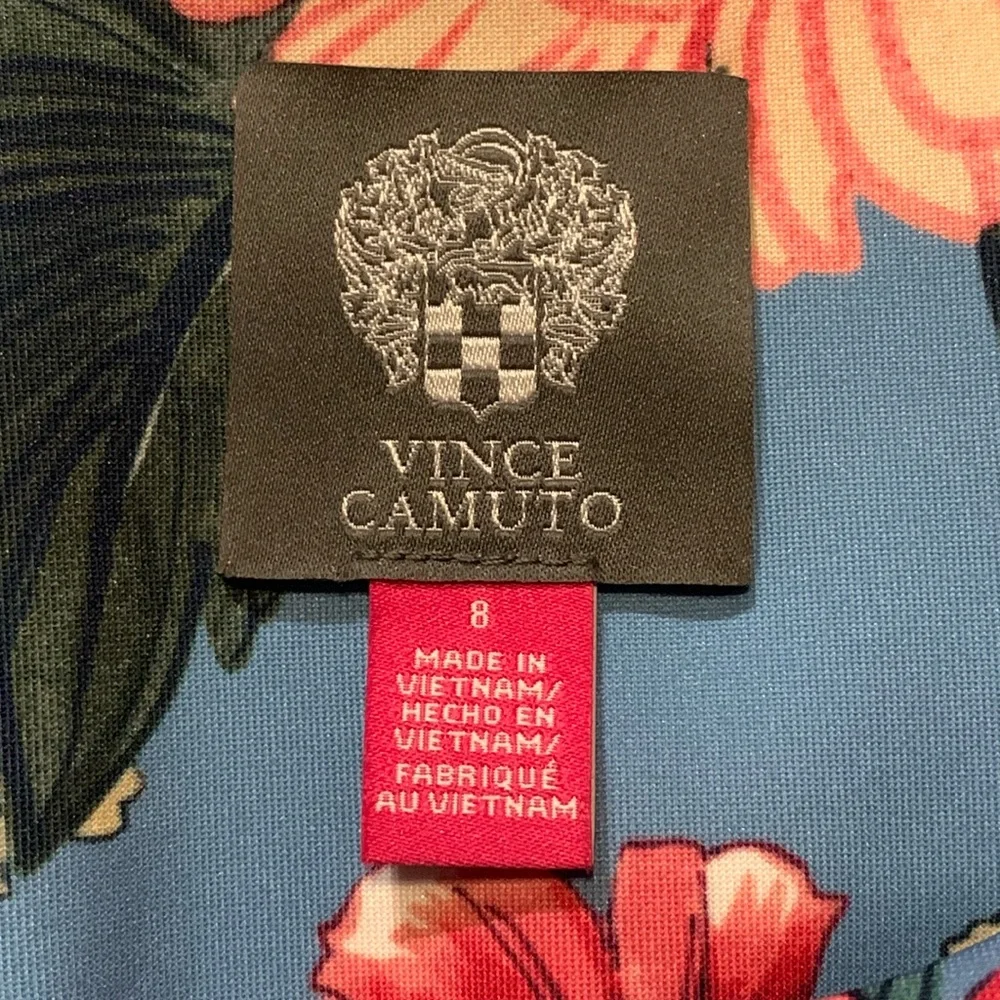 VINCE
CAMUTO
8
MADE IN
VIETNAM/
HECHO EN
VIETNAM/
FABRIQUÉ
AU VIETNAM